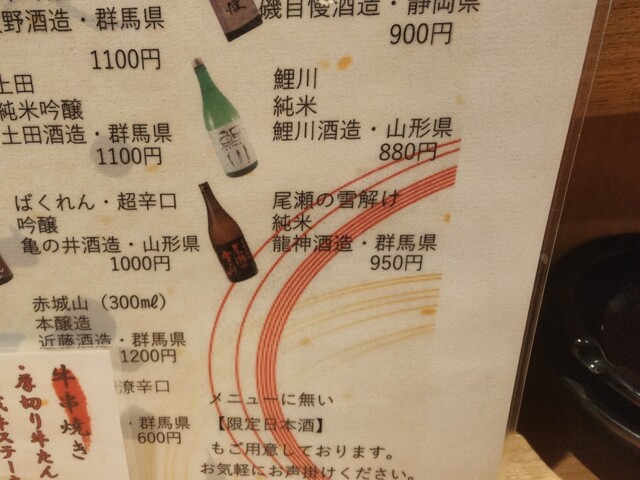 野酒造・群馬県
1100円
土田
純米吟醸
土田酒造・群馬県
1100円
ばくれん・超辛口
吟醸
亀の井酒造・山形県
1000円
赤城山（300㎖）
本醸造
近藤酒造・群馬県
1200円
辛口
・群馬県
600円
磯自慢酒造・静岡県
900円
鯉川
純米
鯉川酒造・山形県
880円
尾瀬の雪解け
純米
龍神酒造・群馬県
950円
メニューに無い
【限定日本酒】
もご用意しております。
お気軽にお声掛けください。
牛串焼き
・厚切り牛たん
ステー